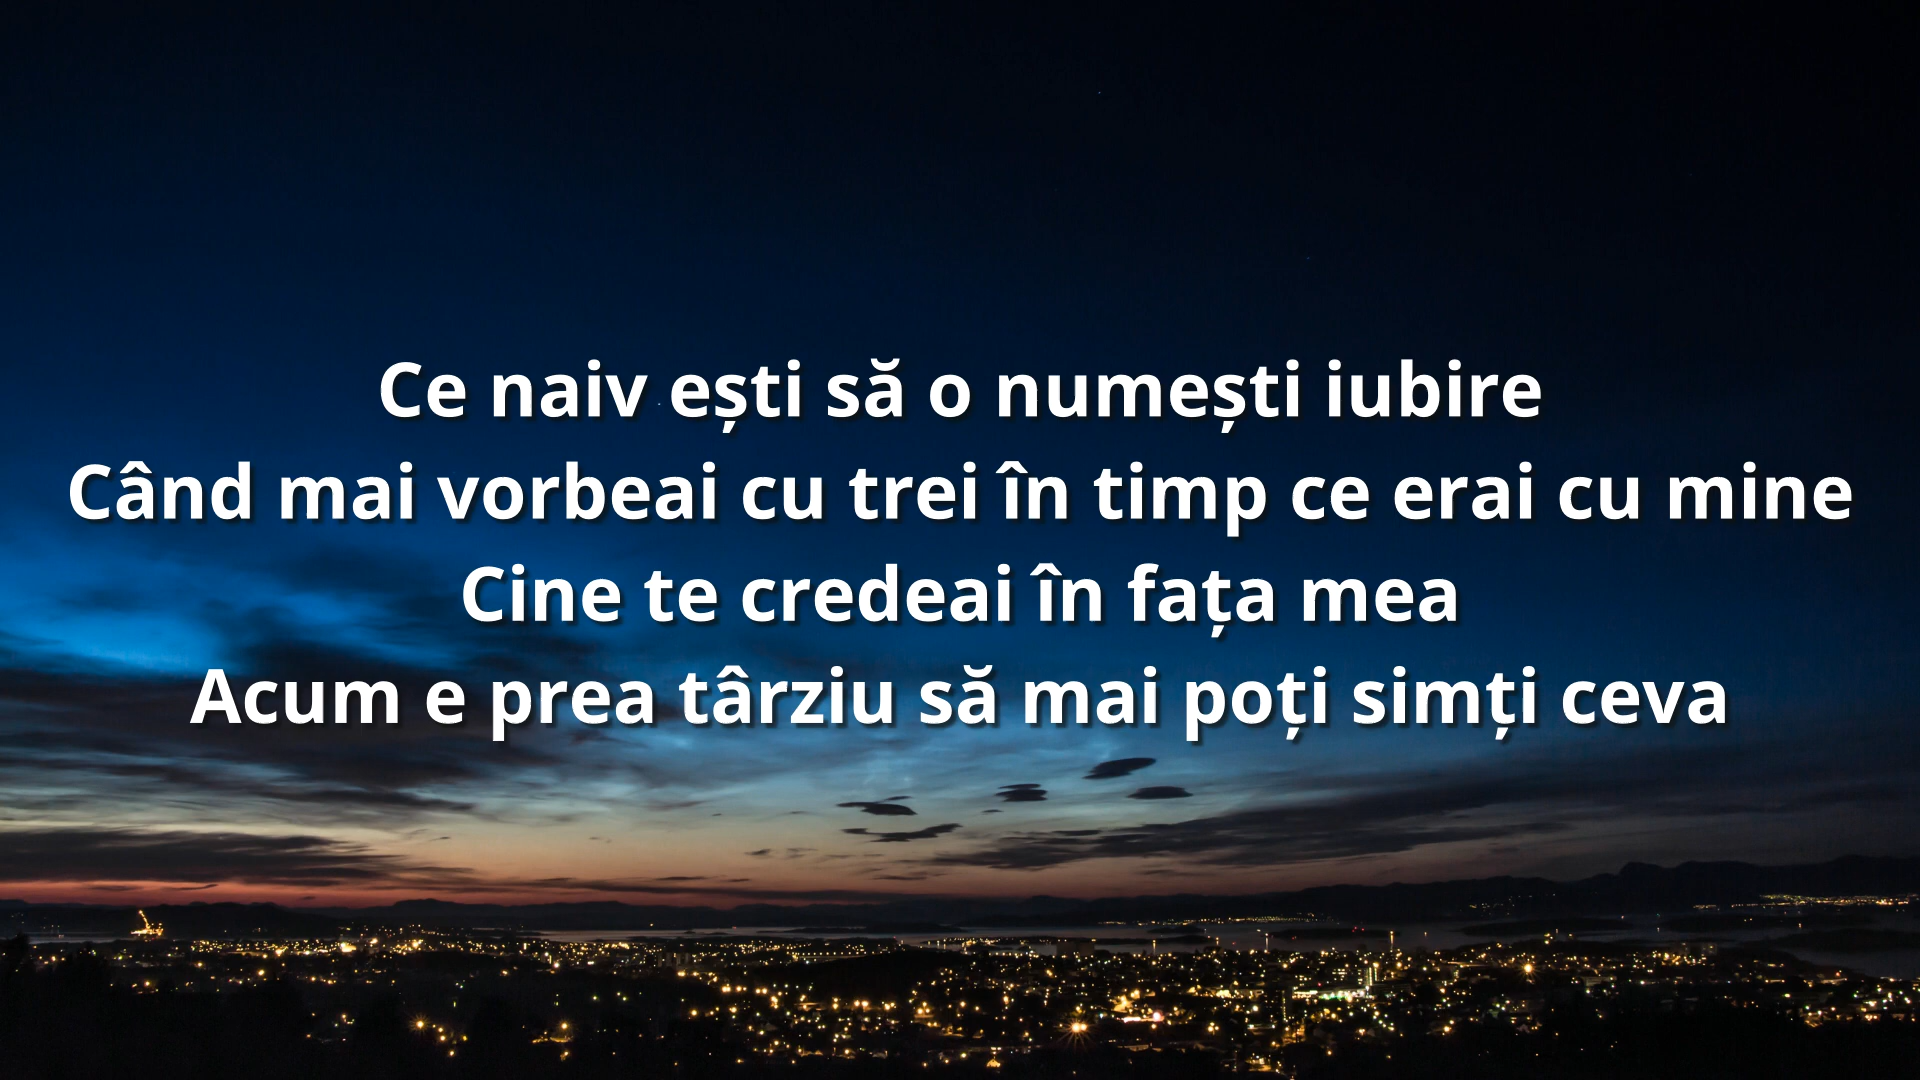 Ce naiv ești să o numești iubire
Când mai vorbeai cu trei în timp ce erai cu mine
Cine te credeai în fața mea
Acum e prea târziu să mai poți simți ceva